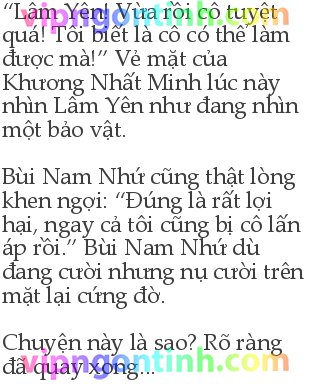 “Lâm Yên! Vừa rồi cô tuyệt
quá! Tôi biết là cô có thể làm
được mà!” Vẻ mặt của
Khương Nhất Minh lúc này
nhìn Lâm Yên như đang nhìn
một bảo vật.
Bùi Nam Nhứ cũng thật lòng
khen ngợi: “Đúng là rất lợi
hại, ngay cả tôi cũng bị cô lấn
áp rồi.” Bùi Nam Nhứ dù
đang cười nhưng nụ cười trên
mặt lại cứng đờ.
Chuyện này là sao? Rõ ràng
đã quay xong...
vipngontinh.com
vipngontinh.com